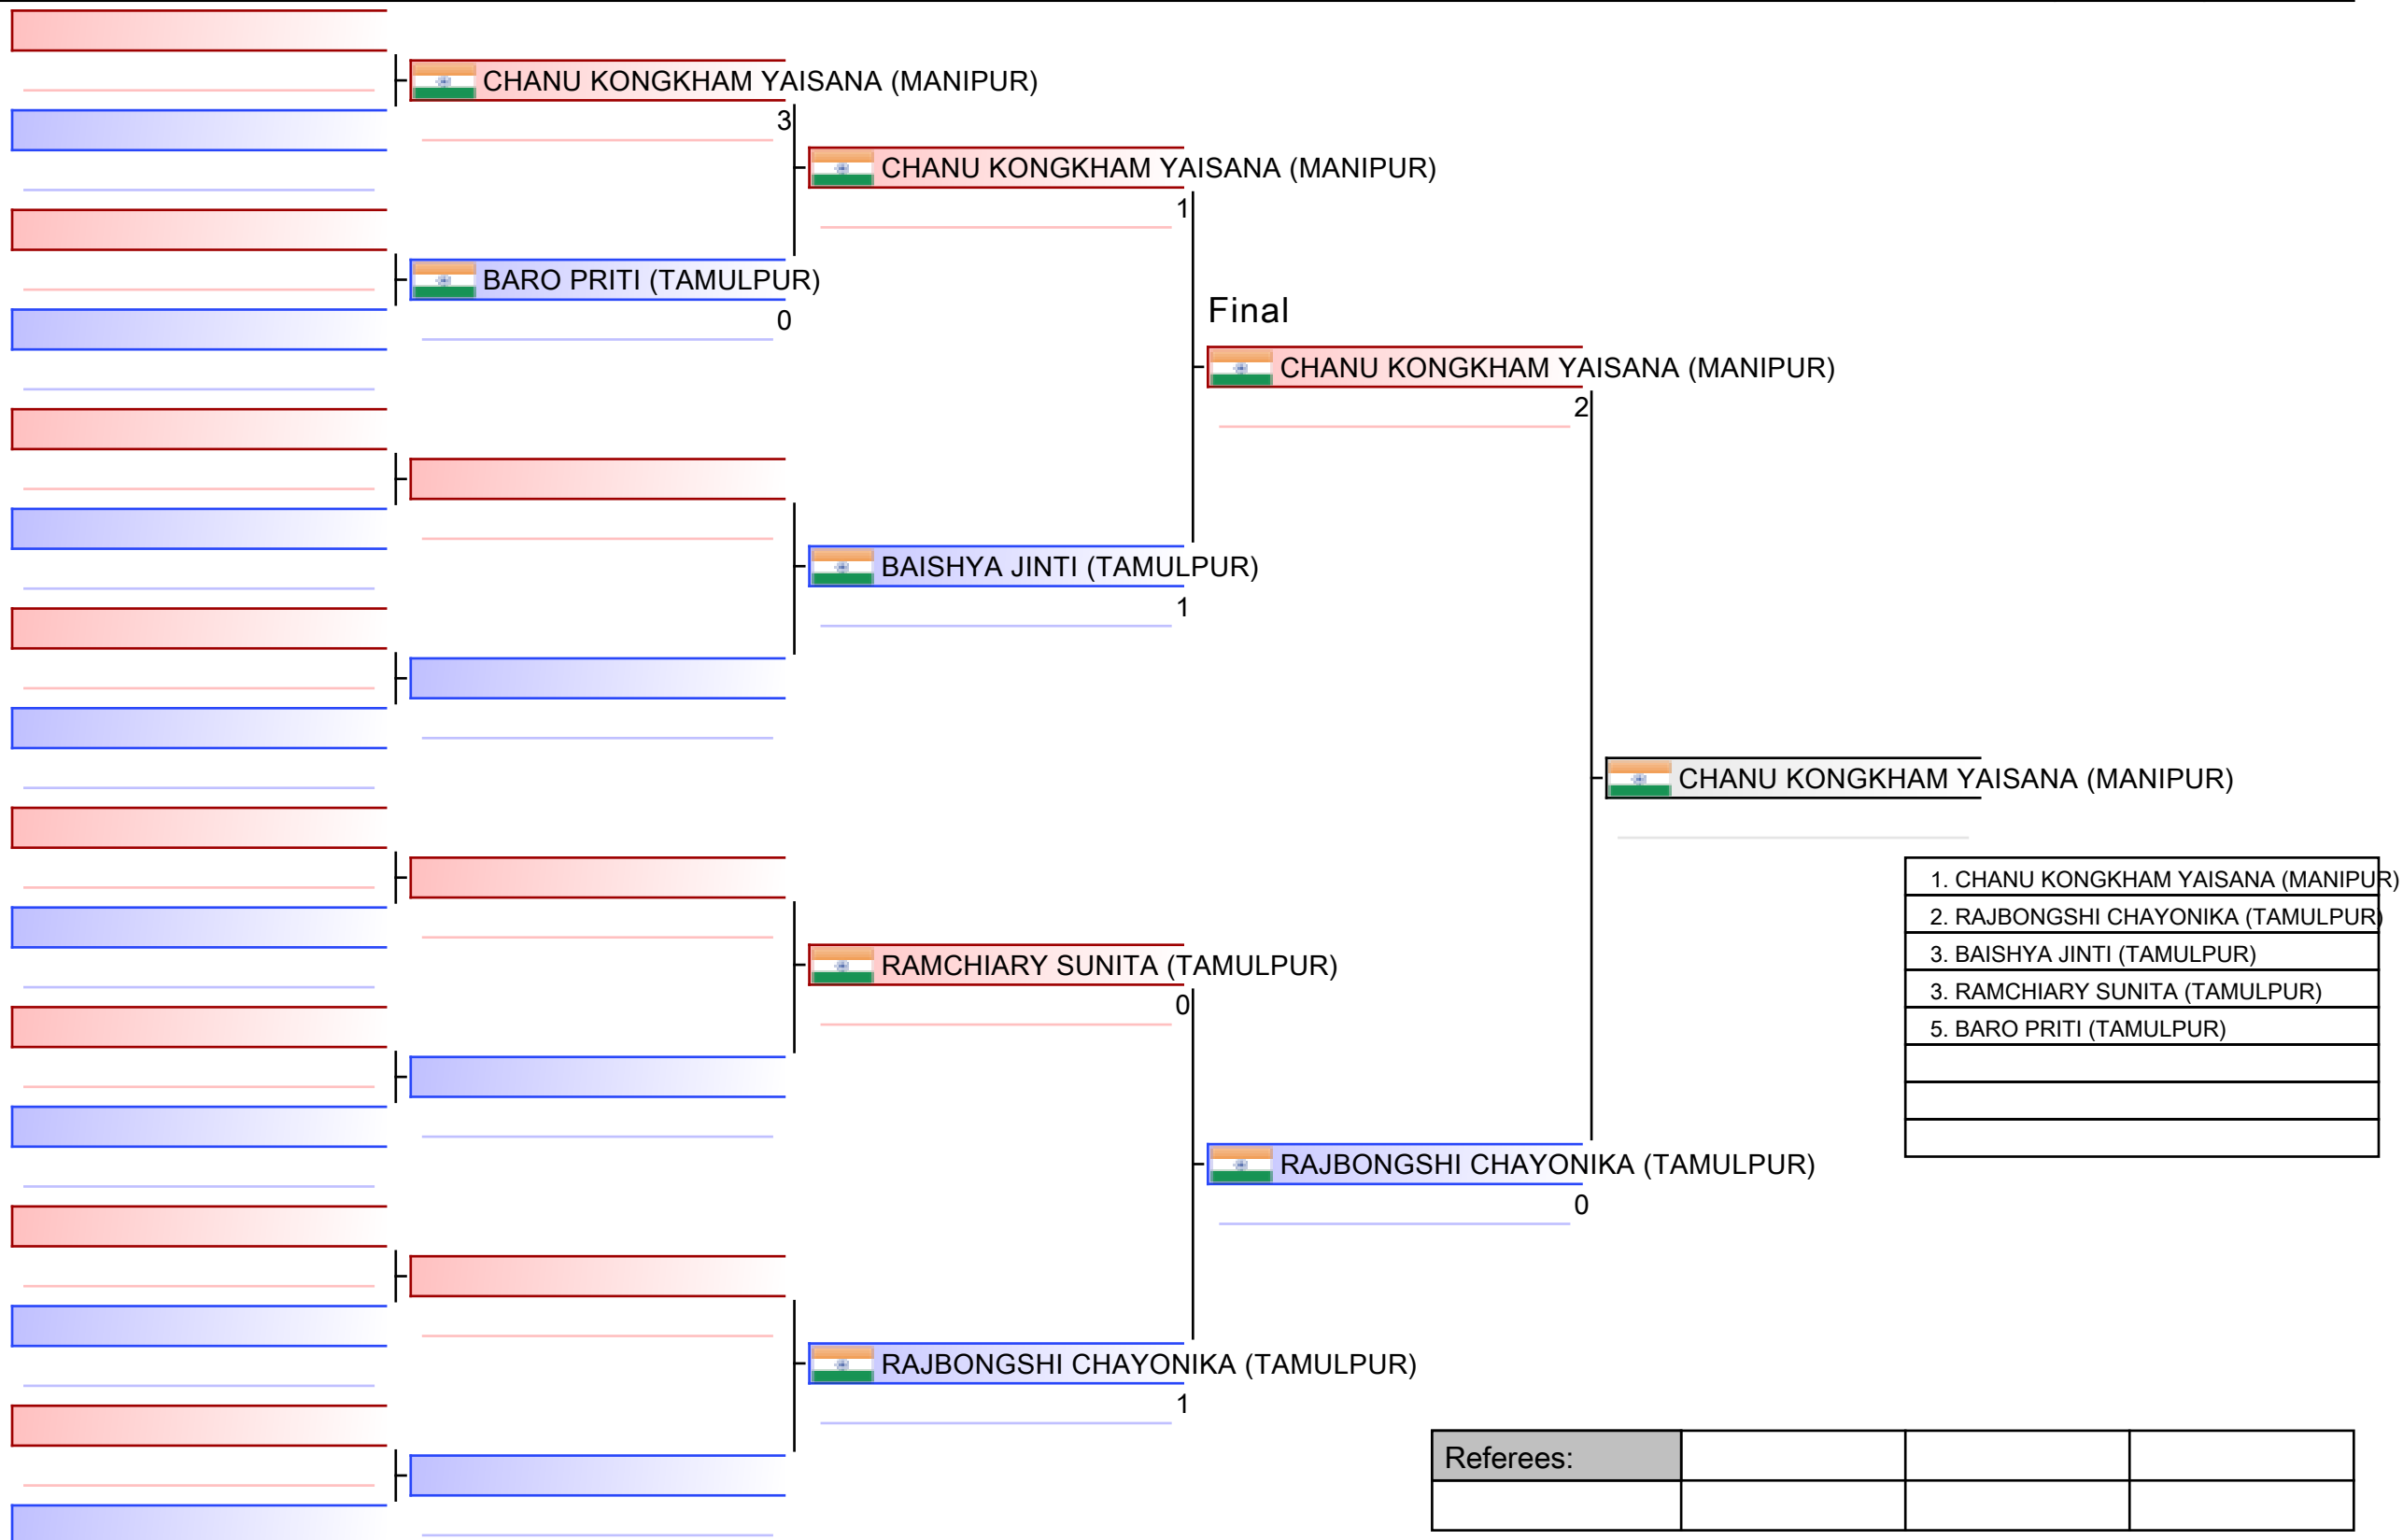 CHANU KONGKHAM YAISANA (MANIPUR)
3
CHANU KONGKHAM YAISANA (MANIPUR)
1
BARO PRITI (TAMULPUR)
0
Final
CHANU KONGKHAM YAISANA (MANIPUR)
2
BAISHYA JINTI (TAMULPUR)
1
CHANU KONGKHAM YAISANA (MANIPUR)
1. CHANU KONGKHAM YAISANA (MANIPUR)
2. RAJBONGSHI CHAYONIKA (TAMULPUR)
3. BAISHYA JINTI (TAMULPUR)
3. RAMCHIARY SUNITA (TAMULPUR)
5. BARO PRITI (TAMULPUR)
RAMCHIARY SUNITA (TAMULPUR)
0
RAJBONGSHI CHAYONIKA (TAMULPUR)
0
RAJBONGSHI CHAYONIKA (TAMULPUR)
1
Referees: